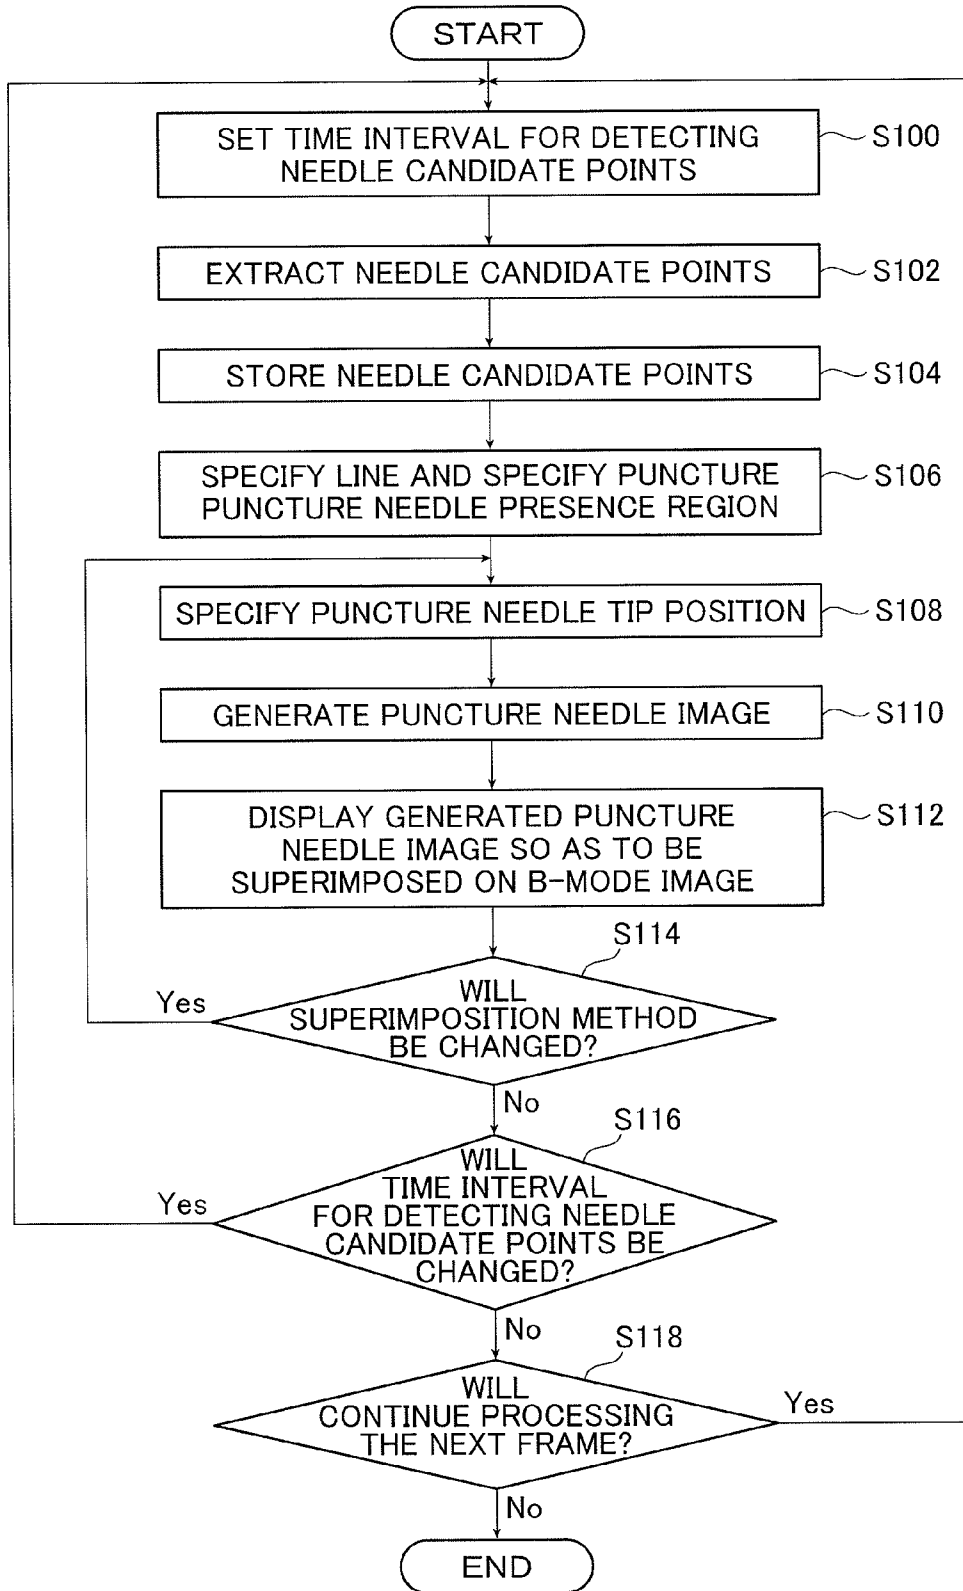 START
SET TIME INTERVAL FOR DETECTING
NEEDLE CANDIDATE POINTS
S100
EXTRACT NEEDLE CANDIDATE POINTS
S102
STORE NEEDLE CANDIDATE POINTS
S104
SPECIFY LINE AND SPECIFY PUNCTURE
PUNCTURE NEEDLE PRESENCE REGION
S106
SPECIFY PUNCTURE NEEDLE TIP POSITION
S108
GENERATE PUNCTURE NEEDLE IMAGE
S110
DISPLAY GENERATED PUNCTURE
NEEDLE IMAGE SO AS TO BE
SUPERIMPOSED ON B-MODE IMAGE
S112
S114
Yes
WILL
SUPERIMPOSITION METHOD
BE CHANGED?
No
S116
Yes
WILL
TIME INTERVAL
FOR DETECTING NEEDLE
CANDIDATE POINTS BE
CHANGED?
No
S118
WILL
CONTINUE PROCESSING
THE NEXT FRAME?
Yes
No
END